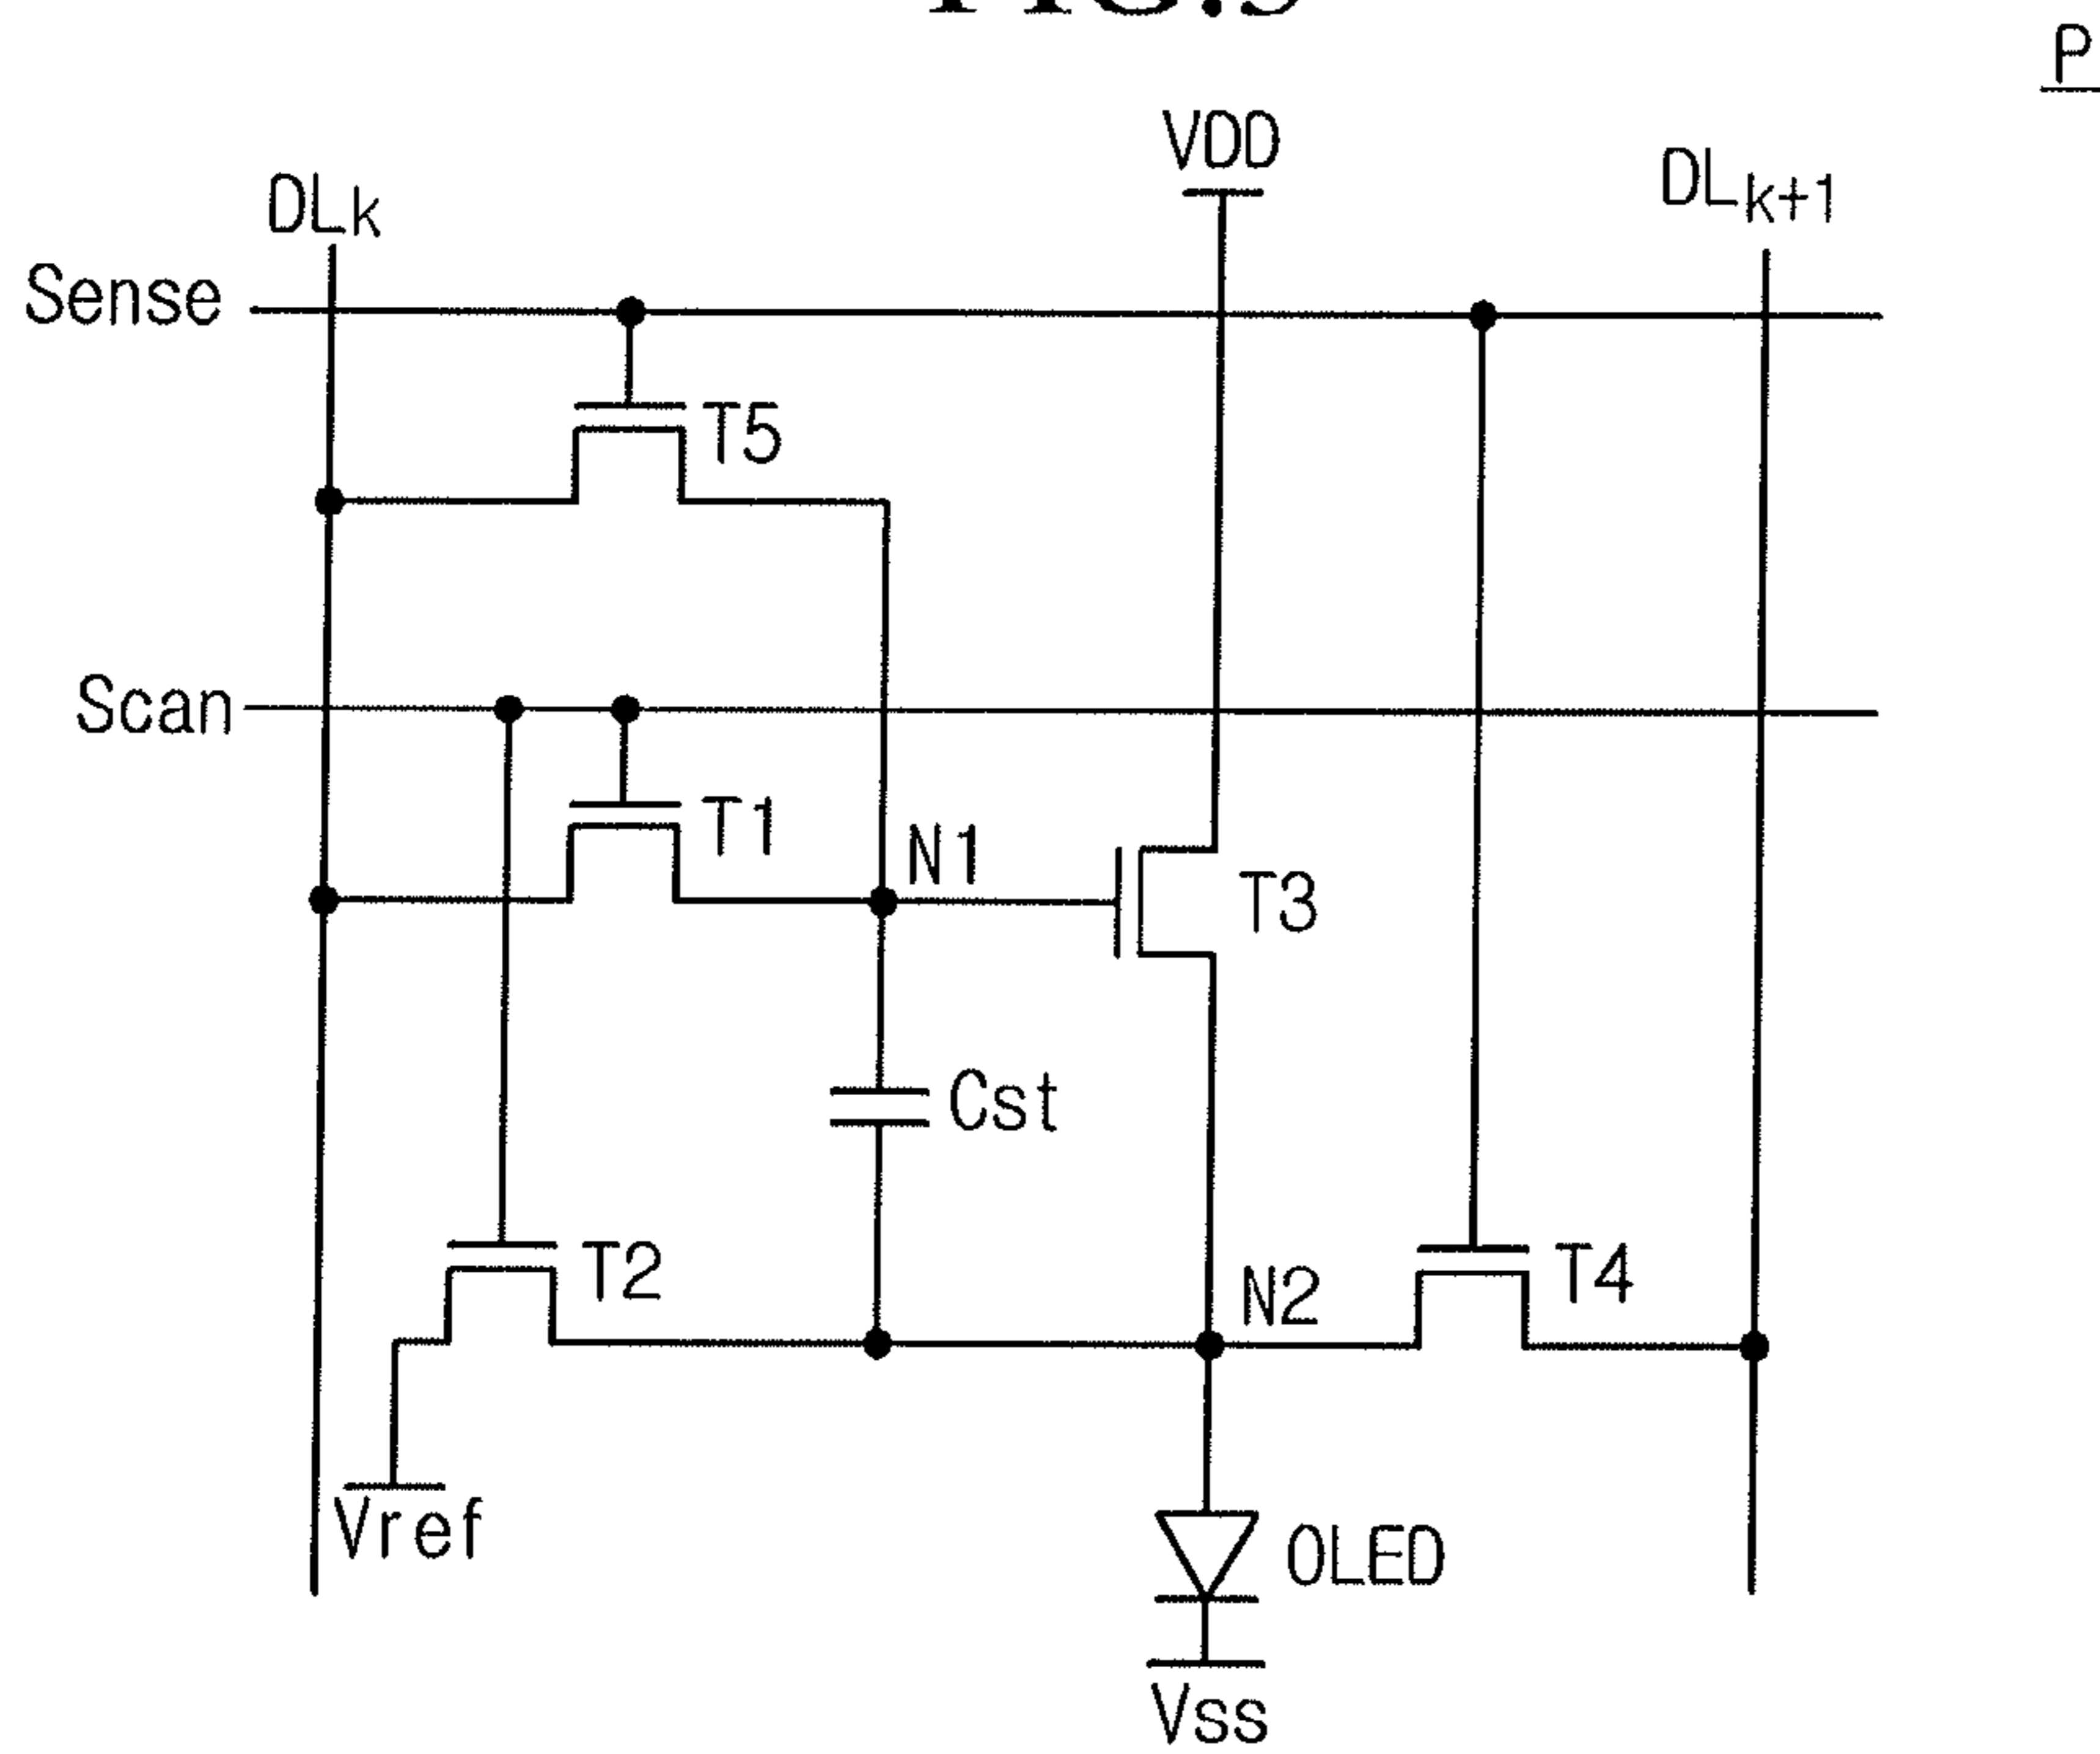 P
VDD
DLk
DLk+1
Sense
T5
Scan
T1
N1
T3
Cst
T2
N2
T4
Vref
OLED
Vss